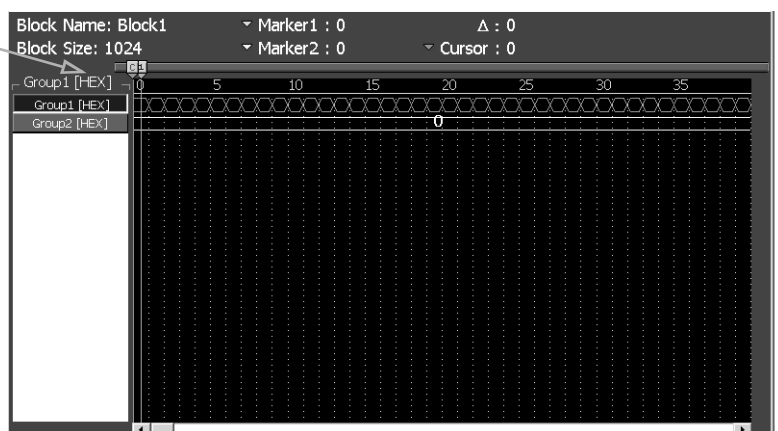 Block Name: Block1 Marker1 : 0 Δ : 0
Block Size: 1024 Marker2 : 0 Cursor : 0
C 1
Group1 [HEX] 0 5 10 15 20 25 30 35
Group1 [HEX]
Group2 [HEX] 0